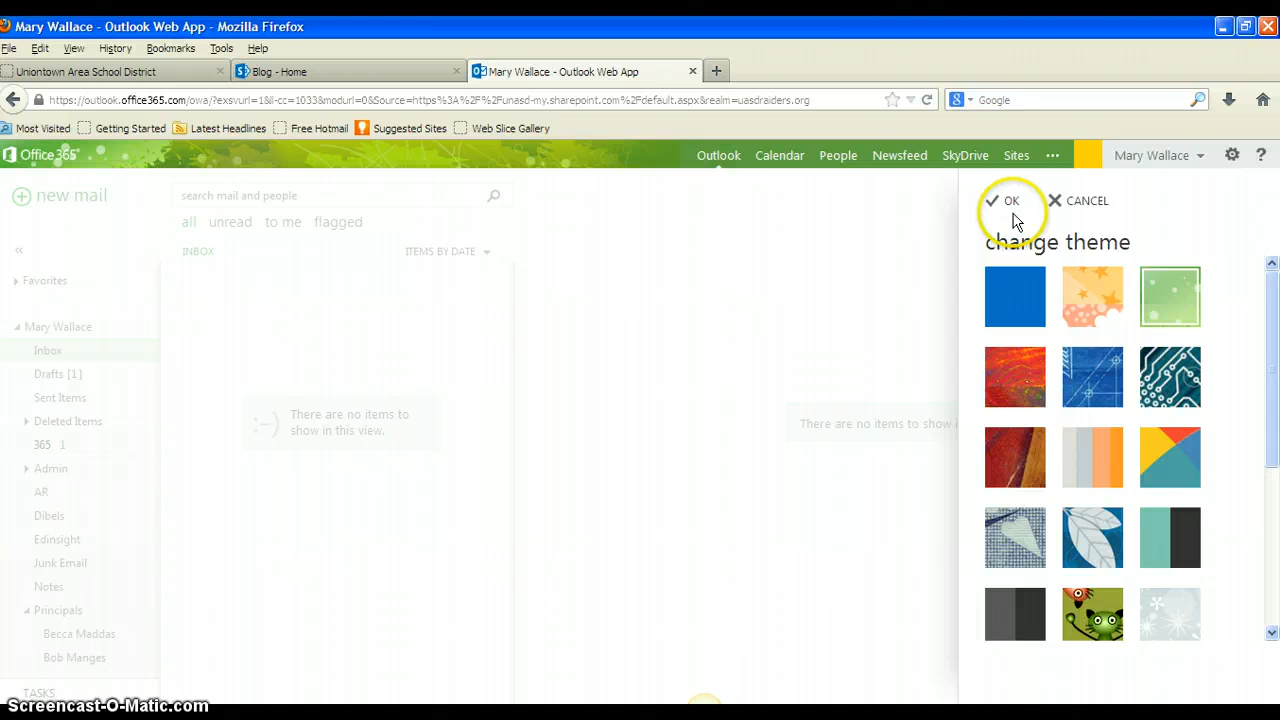 Mary Wallace - Outlook Web App - Mozilla Firefox
File Edit View History Bookmarks Tools Help
Uniontown Area School District
Blog - Home
Mary Wallace - Outlook Web App
https://outlook.office365.com/owa/?exsvurl=1&ll-cc=1033&modurl=0&Source=https%3A%2F%2Funasd-my.sharepoint.com%2Fdefault.aspx&realm=uasdraiders.org
Google
Most Visited Getting Started Latest Headlines Free Hotmail Suggested Sites Web Slice Gallery
Office 365
Outlook Calendar People Newsfeed SkyDrive Sites ... Mary Wallace ?
new mail
search mail and people
all unread to me flagged
INBOX ITEMS BY DATE
Favorites
Mary Wallace
Inbox
Drafts [1]
Sent Items
Deleted Items
365 1
Admin
AR
Dibels
Edinsight
Junk Email
Notes
Principals
Becca Maddas
Bob Manges
TASKS
:-)
There are no items to
show in this view.
There are no items to show i
OK CANCEL
change theme
Screencast-O-Matic.com